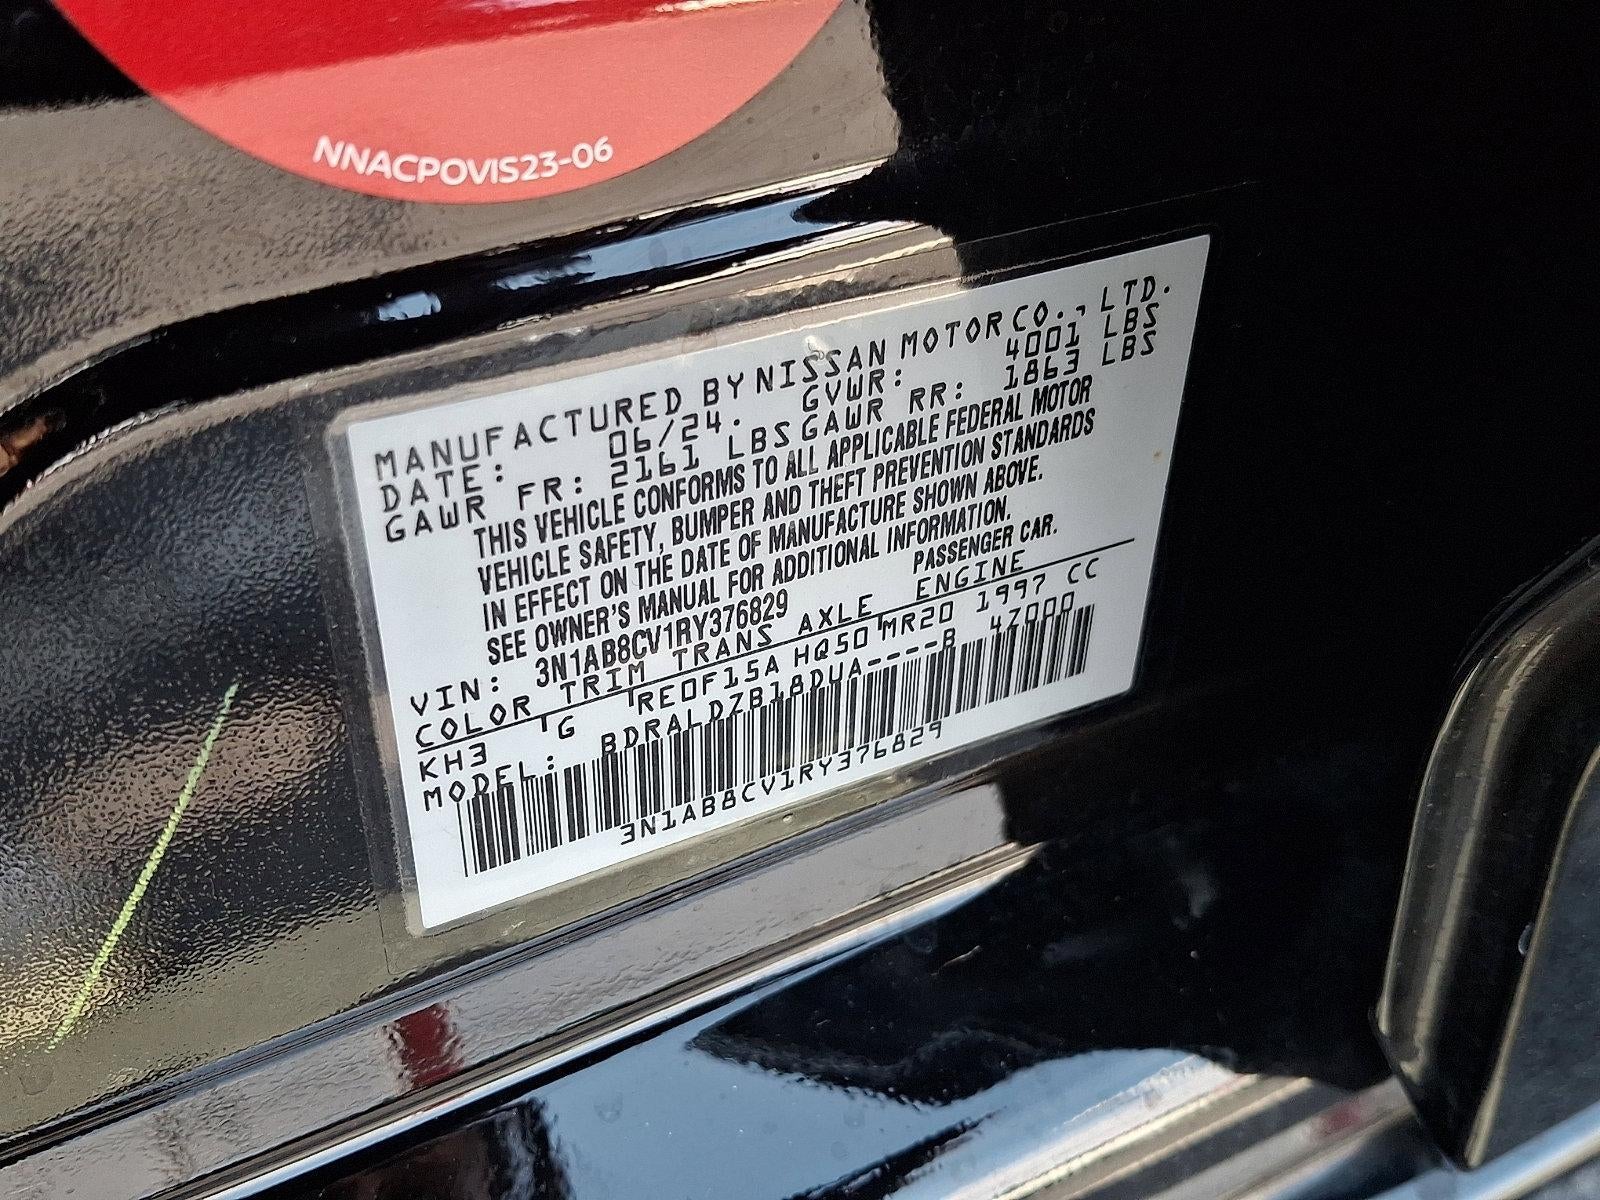 NNACPOVIS23-06
MANUFACTURED BY NISSAN MOTOR CO., LTD.
DATE: 06/24. GVWR: 4001 LBS
GAWR FR: 2161 LBS GAWR RR: 1863 LBS
THIS VEHICLE CONFORMS TO ALL APPLICABLE FEDERAL MOTOR
VEHICLE SAFETY, BUMPER AND THEFT PREVENTION STANDARDS
IN EFFECT ON THE DATE OF MANUFACTURE SHOWN ABOVE.
SEE OWNER'S MANUAL FOR ADDITIONAL INFORMATION.
VIN: 3N1AB8CV1RY376829 PASSENGER CAR.
COLOR TRIM TRANS AXLE ENGINE
KH3 G RE0F15A HQ50 MR20 1997 CC
MODEL: BDRALDZB18DUA----B 4Z000
3N1AB8CV1RY376829